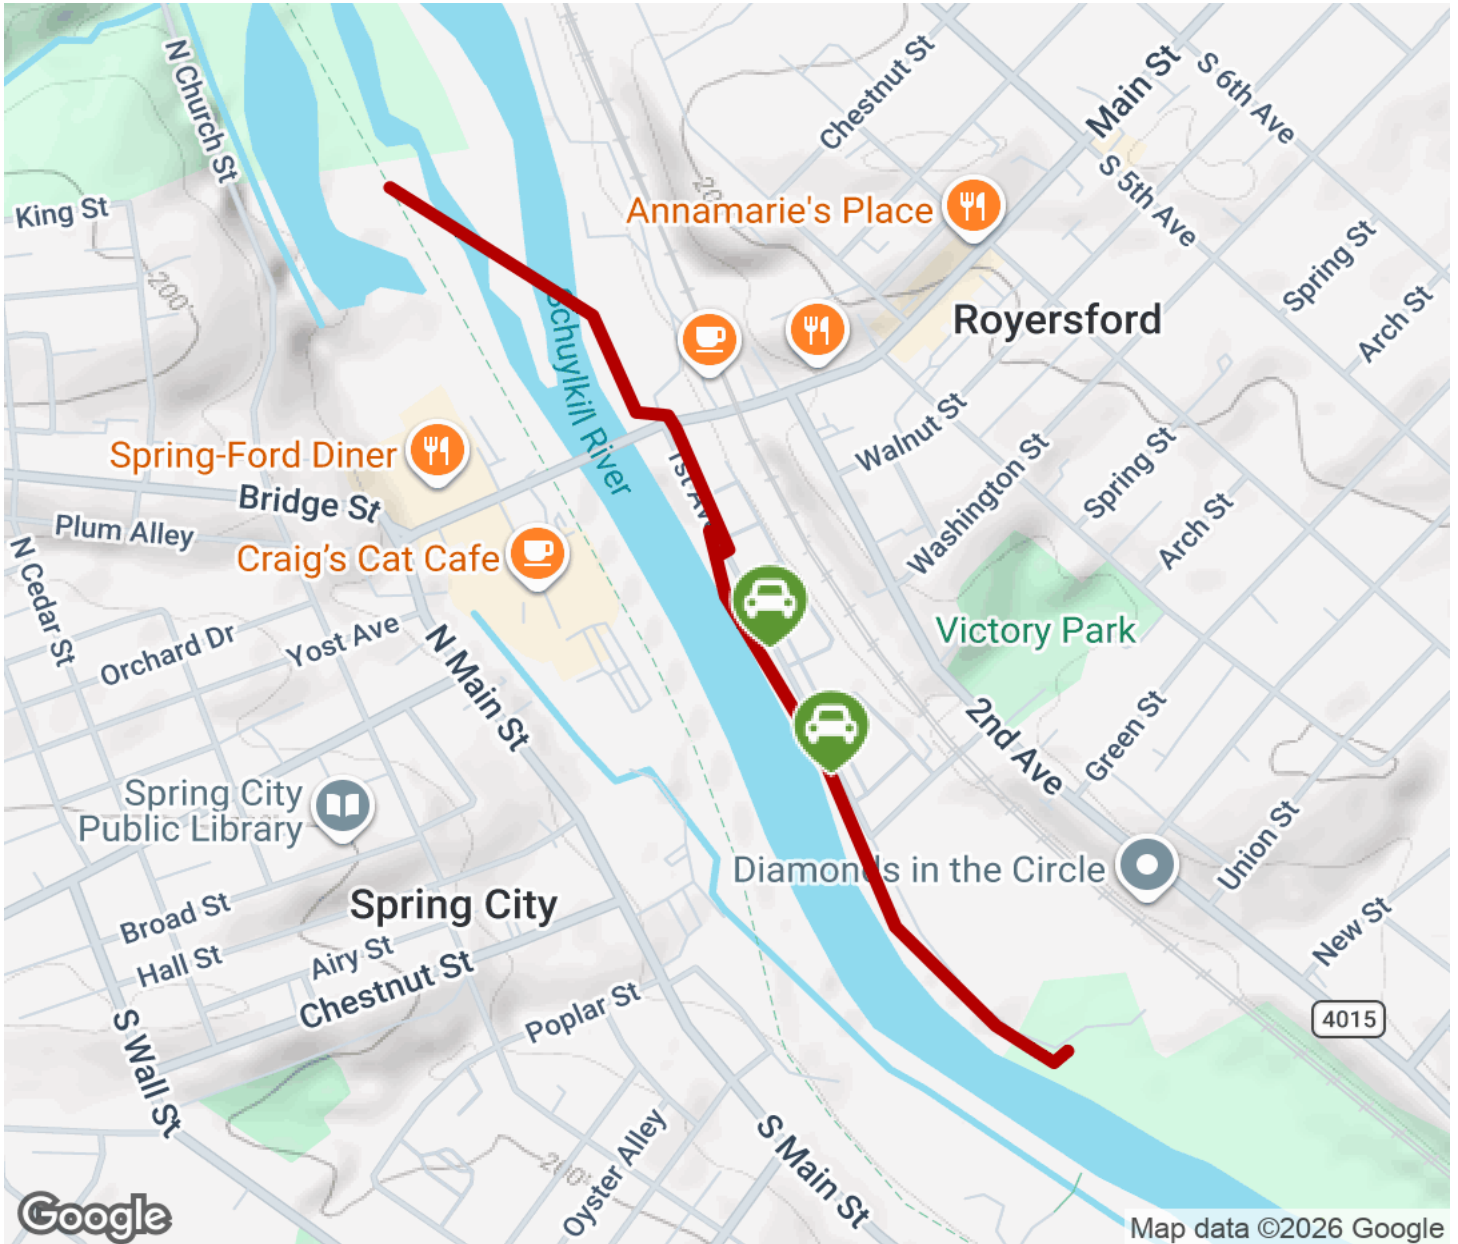 N Church St
Chestnut St
Main St
S 6th Ave
King St
Annamarie's Place
S 5th Ave
200'
Spring St
Schuylkill River
Royersford
Arch St
Spring-Ford Diner
Walnut St
Bridge St
1st Ave
Washington St
Spring St
Plum Alley
Craig's Cat Cafe
Arch St
N Cedar St
Orchard Dr
Yost Ave
N Main St
Victory Park
2nd Ave
Green St
Spring City
Public Library
Diamonds in the Circle
Union St
Spring City
Broad St
Hall St
Airy St
Chestnut St
Poplar St
New St
4015
S Wall St
Oyster Alley
200'
S Main St
Google
Map data ©2026 Google